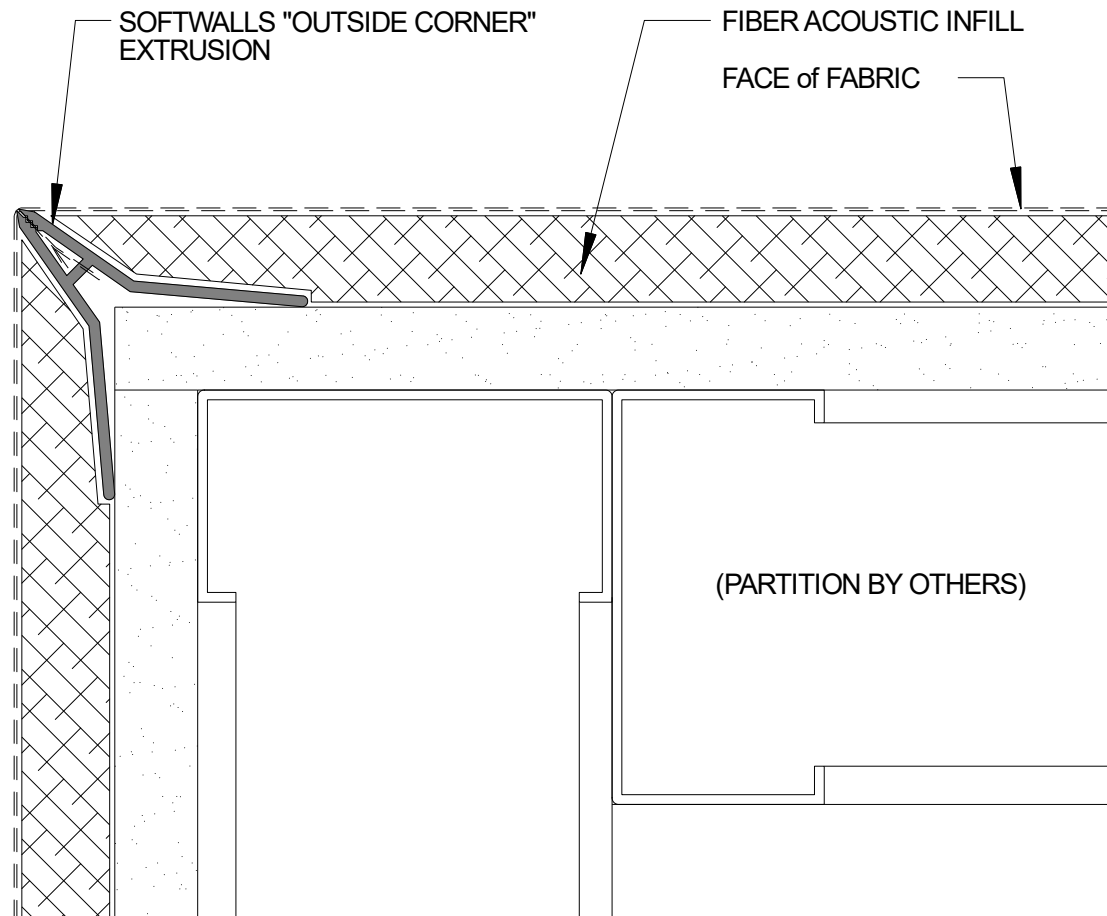 SOFTWALLS "OUTSIDE CORNER"
EXTRUSION
FIBER ACOUSTIC INFILL
FACE of FABRIC
(PARTITION BY OTHERS)